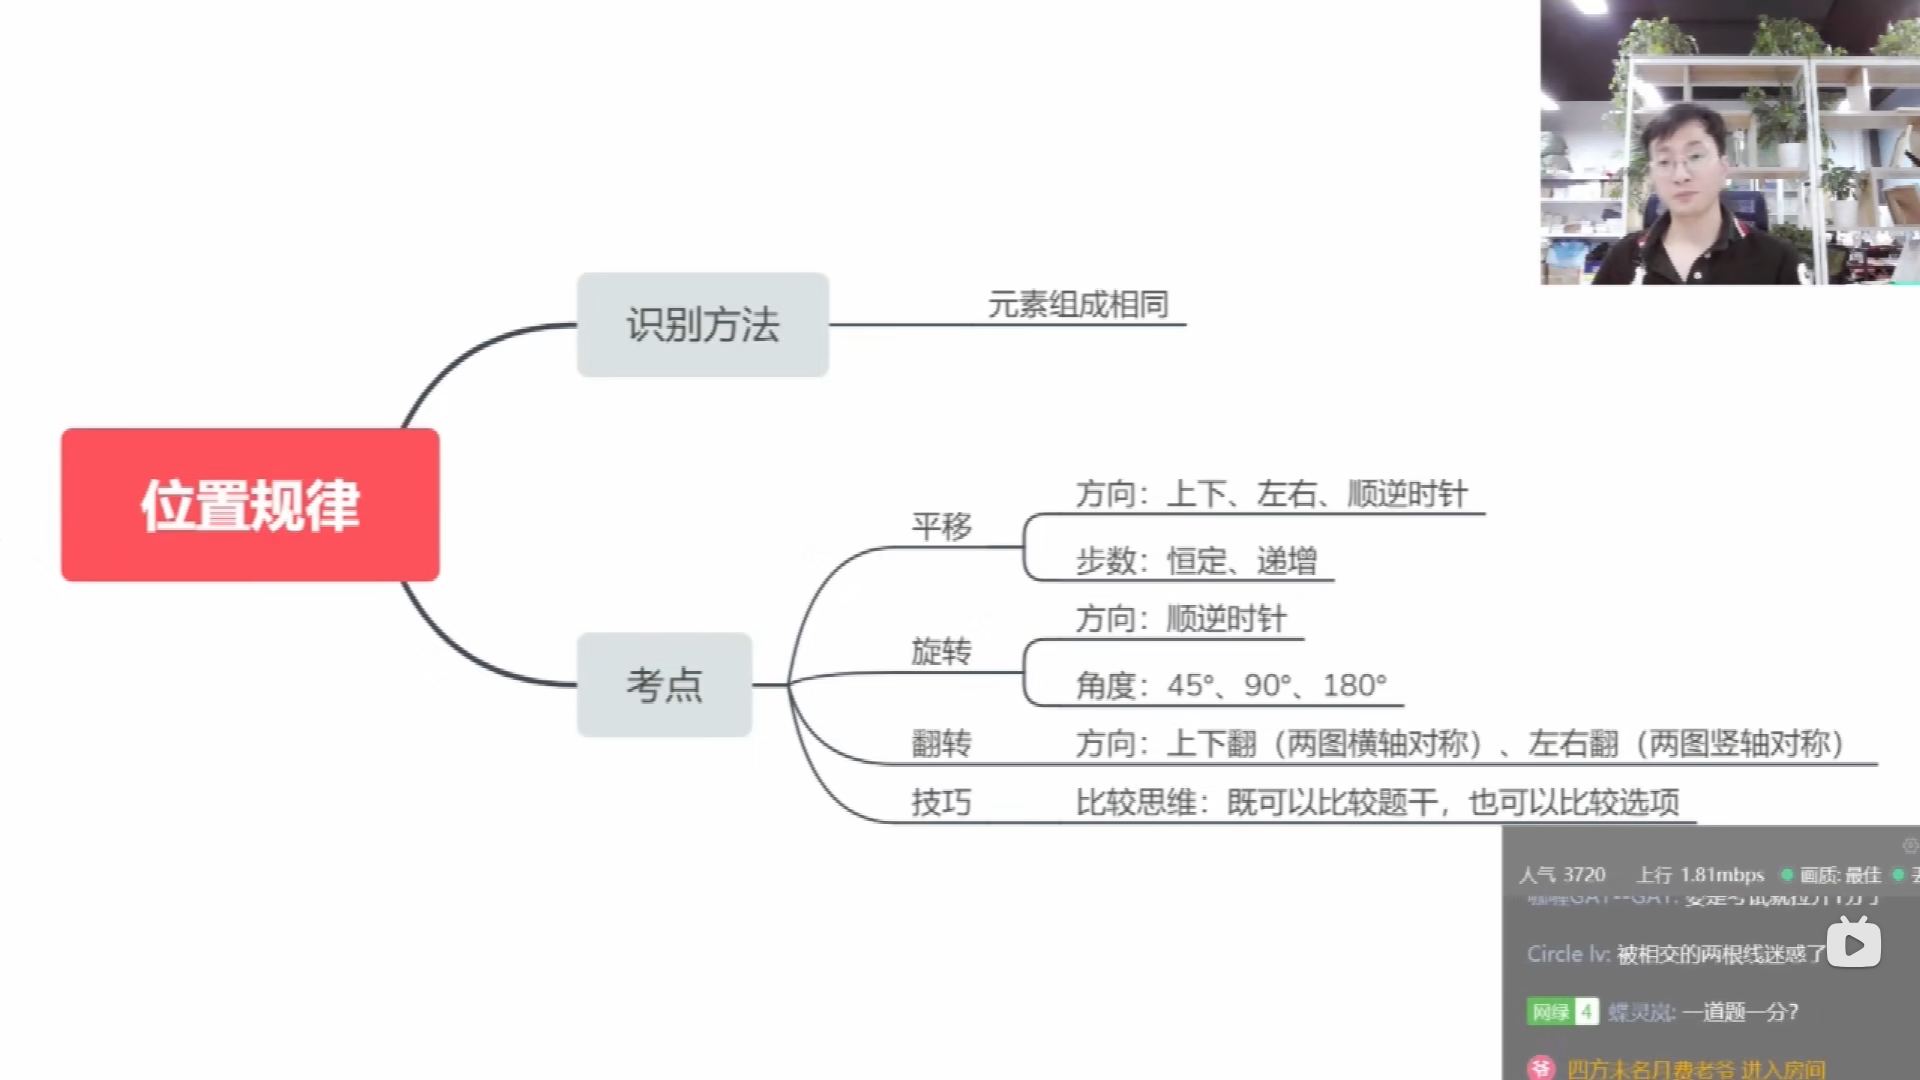 位置规律
识别方法
元素组成相同
考点
平移
方向：上下、左右、顺逆时针
步数：恒定、递增
旋转
方向：顺逆时针
角度：45°、90°、180°
翻转
方向：上下翻（两图横轴对称）、左右翻（两图竖轴对称）
技巧
比较思维：既可以比较题干，也可以比较选项
人气 3720 上行 1.81mbps 画质: 最佳
Circle lv: 被相交的两根线迷惑了
网绿 4 蝶灵岚: 一道题一分?
爷 四方末名月费老爷 进入房间